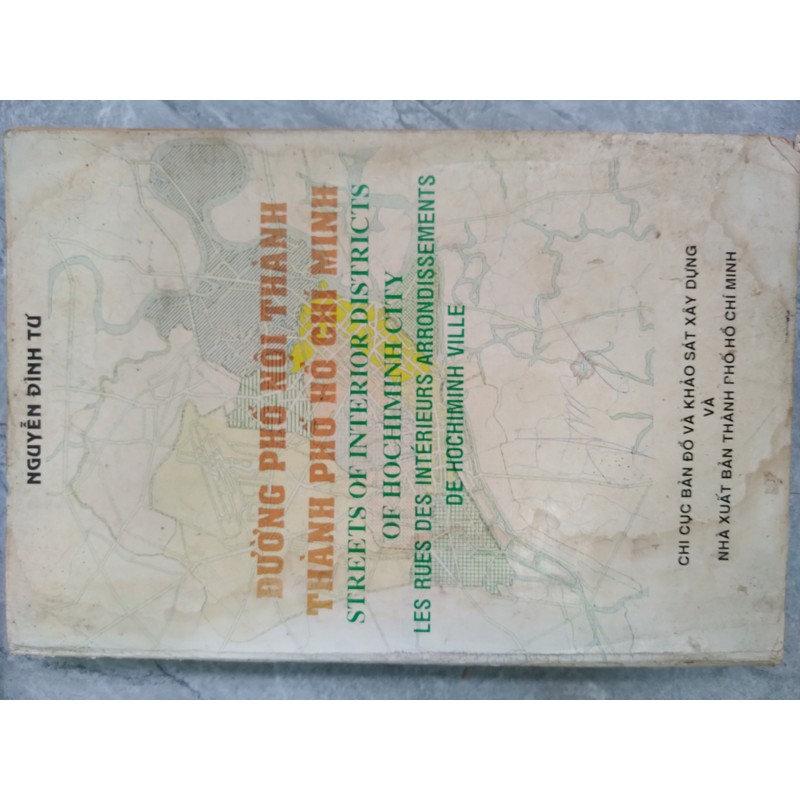 NGUYỄN ĐÌNH TƯ
ĐƯỜNG PHỐ NỘI THÀNH
THÀNH PHỐ HỒ CHÍ MINH
STREETS OF INTERIOR DISTRICTS
OF HOCHIMINH CITY
LES RUES DES INTÉRIEURS ARRONDISSEMENTS
DE HOCHIMINH VILLE
CHI CỤC BẢN ĐỒ VÀ KHẢO SÁT XÂY DỰNG
VÀ
NHÀ XUẤT BẢN THÀNH PHỐ HỒ CHÍ MINH